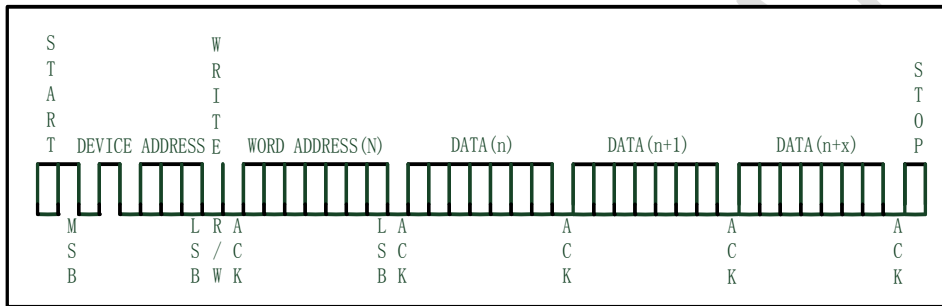 START
WRITE
STOP
DEVICE ADDRESS
WORD ADDRESS(N)
DATA(n)
DATA(n+1)
DATA(n+x)
MSB
LSB
R/W
ACK
LSB
ACK
ACK
ACK
ACK